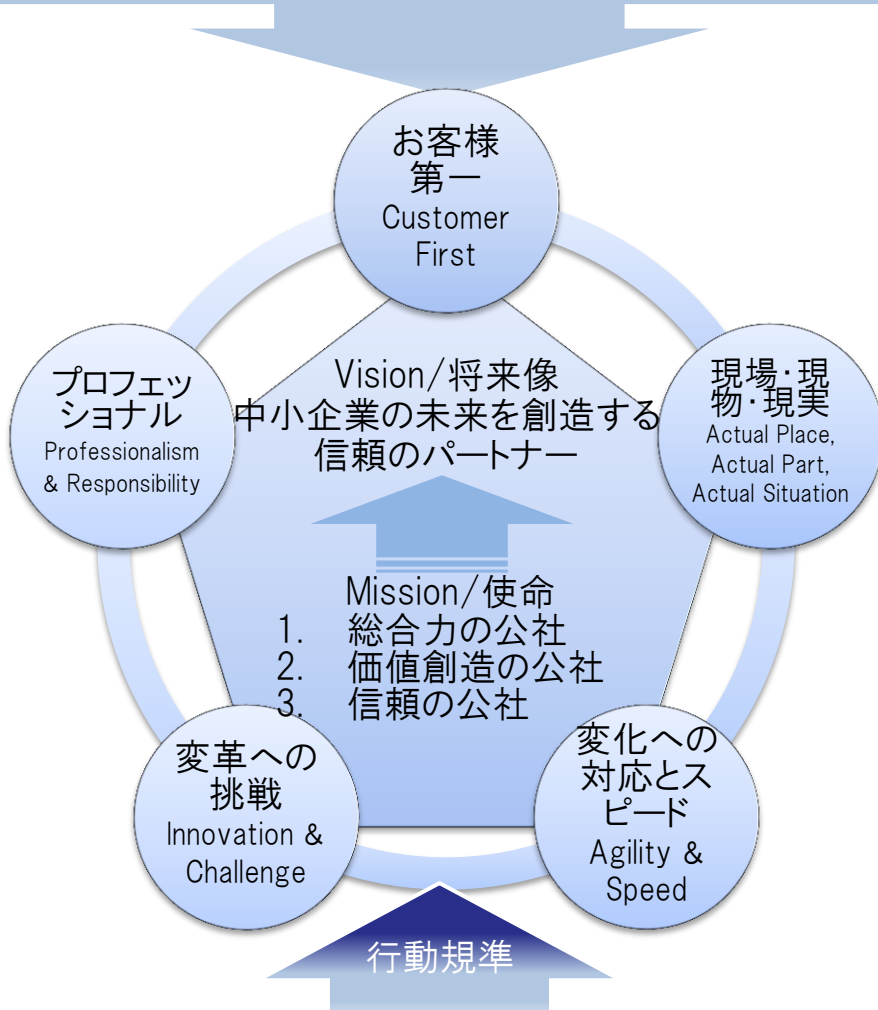 お客様
第一
Customer
First
プロフェッ
ショナル
Professionalism
& Responsibility
Vision/将来像
中小企業の未来を創造する
信頼のパートナー
現場・現
物・現実
Actual Place,
Actual Part,
Actual Situation
Mission/使命
1. 総合力の公社
2. 価値創造の公社
3. 信頼の公社
変革への
挑戦
Innovation &
Challenge
変化への
対応とス
ピード
Agility &
Speed
行動規準